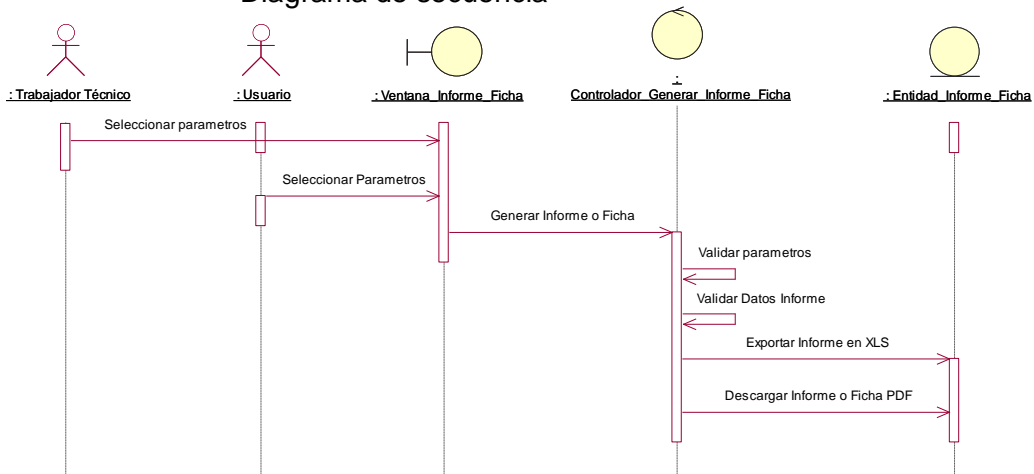 Diagrama de secuencia
: Trabajador Técnico
: Usuario
: Ventana_Informe_Ficha
:
Controlador_Generar_Informe_Ficha
: Entidad_Informe_Ficha
Seleccionar parametros
Seleccionar Parametros
Generar Informe o Ficha
Validar parametros
Validar Datos Informe
Exportar Informe en XLS
Descargar Informe o Ficha PDF